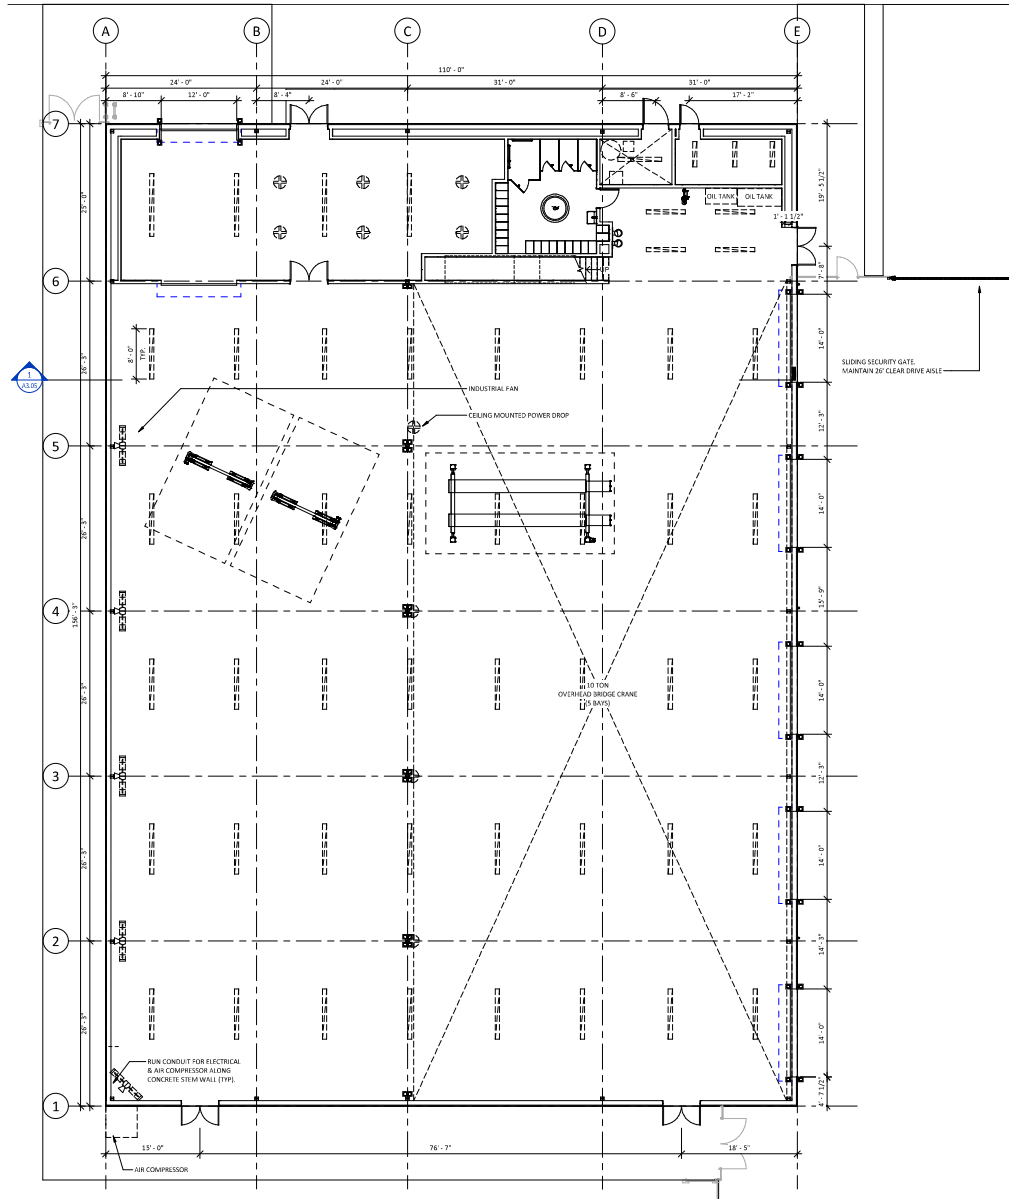 A B C D E
110' - 0"
24' - 0" 24' - 0" 31' - 0" 31' - 0"
8' - 10" 12' - 0" 8' - 4" 8' - 6" 17' - 2"
7
25' - 0"
19' - 5 1/2"
OIL TANK OIL TANK
1' - 1 1/2"
UP
7' - 8"
6
8' - 0"
TYP.
26' - 3"
14' - 0"
SLIDING SECURITY GATE.
MAINTAIN 26' CLEAR DRIVE AISLE
1
A3.05
INDUSTRIAL FAN
CEILING MOUNTED POWER DROP
12' - 3"
5
26' - 3"
14' - 0"
4
156' - 3"
15' - 9"
26' - 3"
10 TON
OVERHEAD BRIDGE CRANE
(5 BAYS)
14' - 0"
3
12' - 3"
26' - 3"
14' - 0"
2
14' - 3"
26' - 3"
14' - 0"
RUN CONDUIT FOR ELECTRICAL
& AIR COMPRESSOR ALONG
CONCRETE STEM WALL (TYP).
4' - 7 1/2"
1
15' - 0" 76' - 7" 18' - 5"
AIR COMPRESSOR